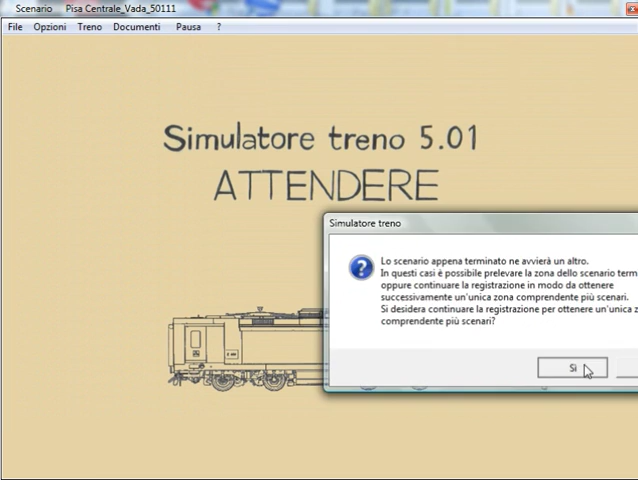 Scenario Pisa Centrale_Vada_50111
File Opzioni Treno Documenti Pausa ?
Simulatore treno 5.01
ATTENDERE
Simulatore treno
Lo scenario appena terminato ne avvierà un altro.
In questi casi è possibile prelevare la zona dello scenario term
oppure continuare la registrazione in modo da ottenere
successivamente un'unica zona comprendente più scenari.
Si desidera continuare la registrazione per ottenere un'unica z
comprendente più scenari?
Sì